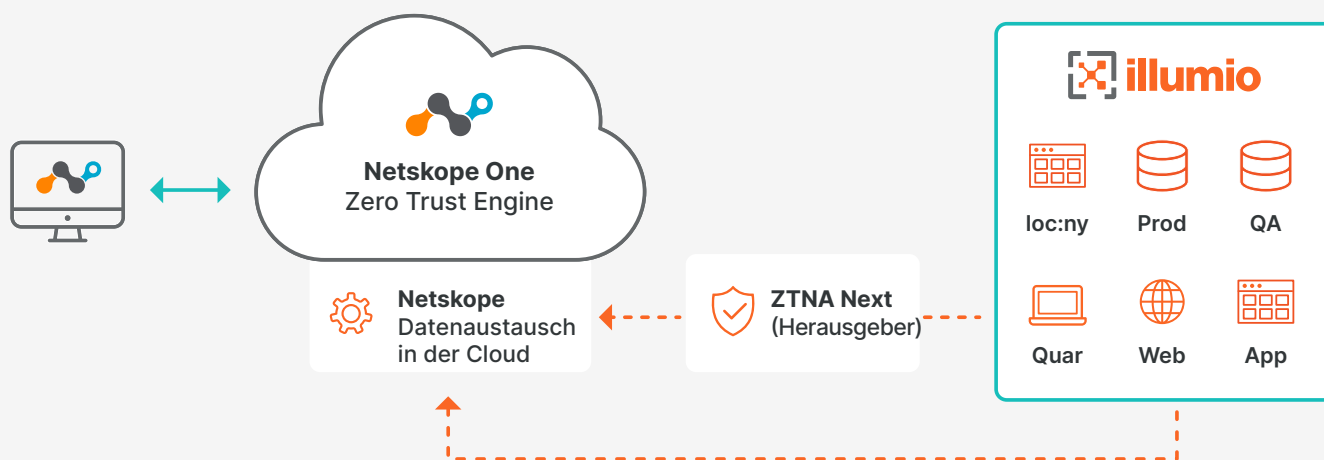 Netskope One
Zero Trust Engine
Netskope
Datenaustausch
in der Cloud
ZTNA Next
(Herausgeber)
illumio
loc:ny
Prod
QA
Quar
Web
App